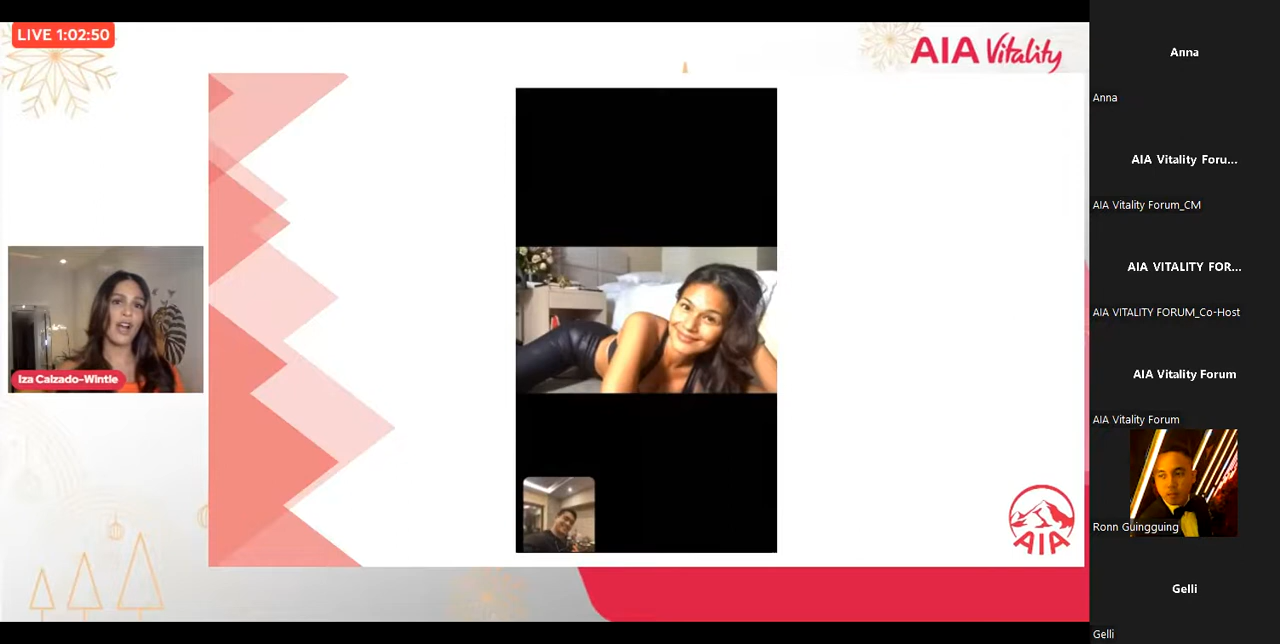 LIVE 1:02:50
AIA Vitality
Iza Calzado-Wintle
AIA
Anna
Anna
AIA Vitality Foru...
AIA Vitality Forum_CM
AIA VITALITY FOR...
AIA VITALITY FORUM_Co-Host
AIA Vitality Forum
AIA Vitality Forum
Ronn Guingguing
Gelli
Gelli